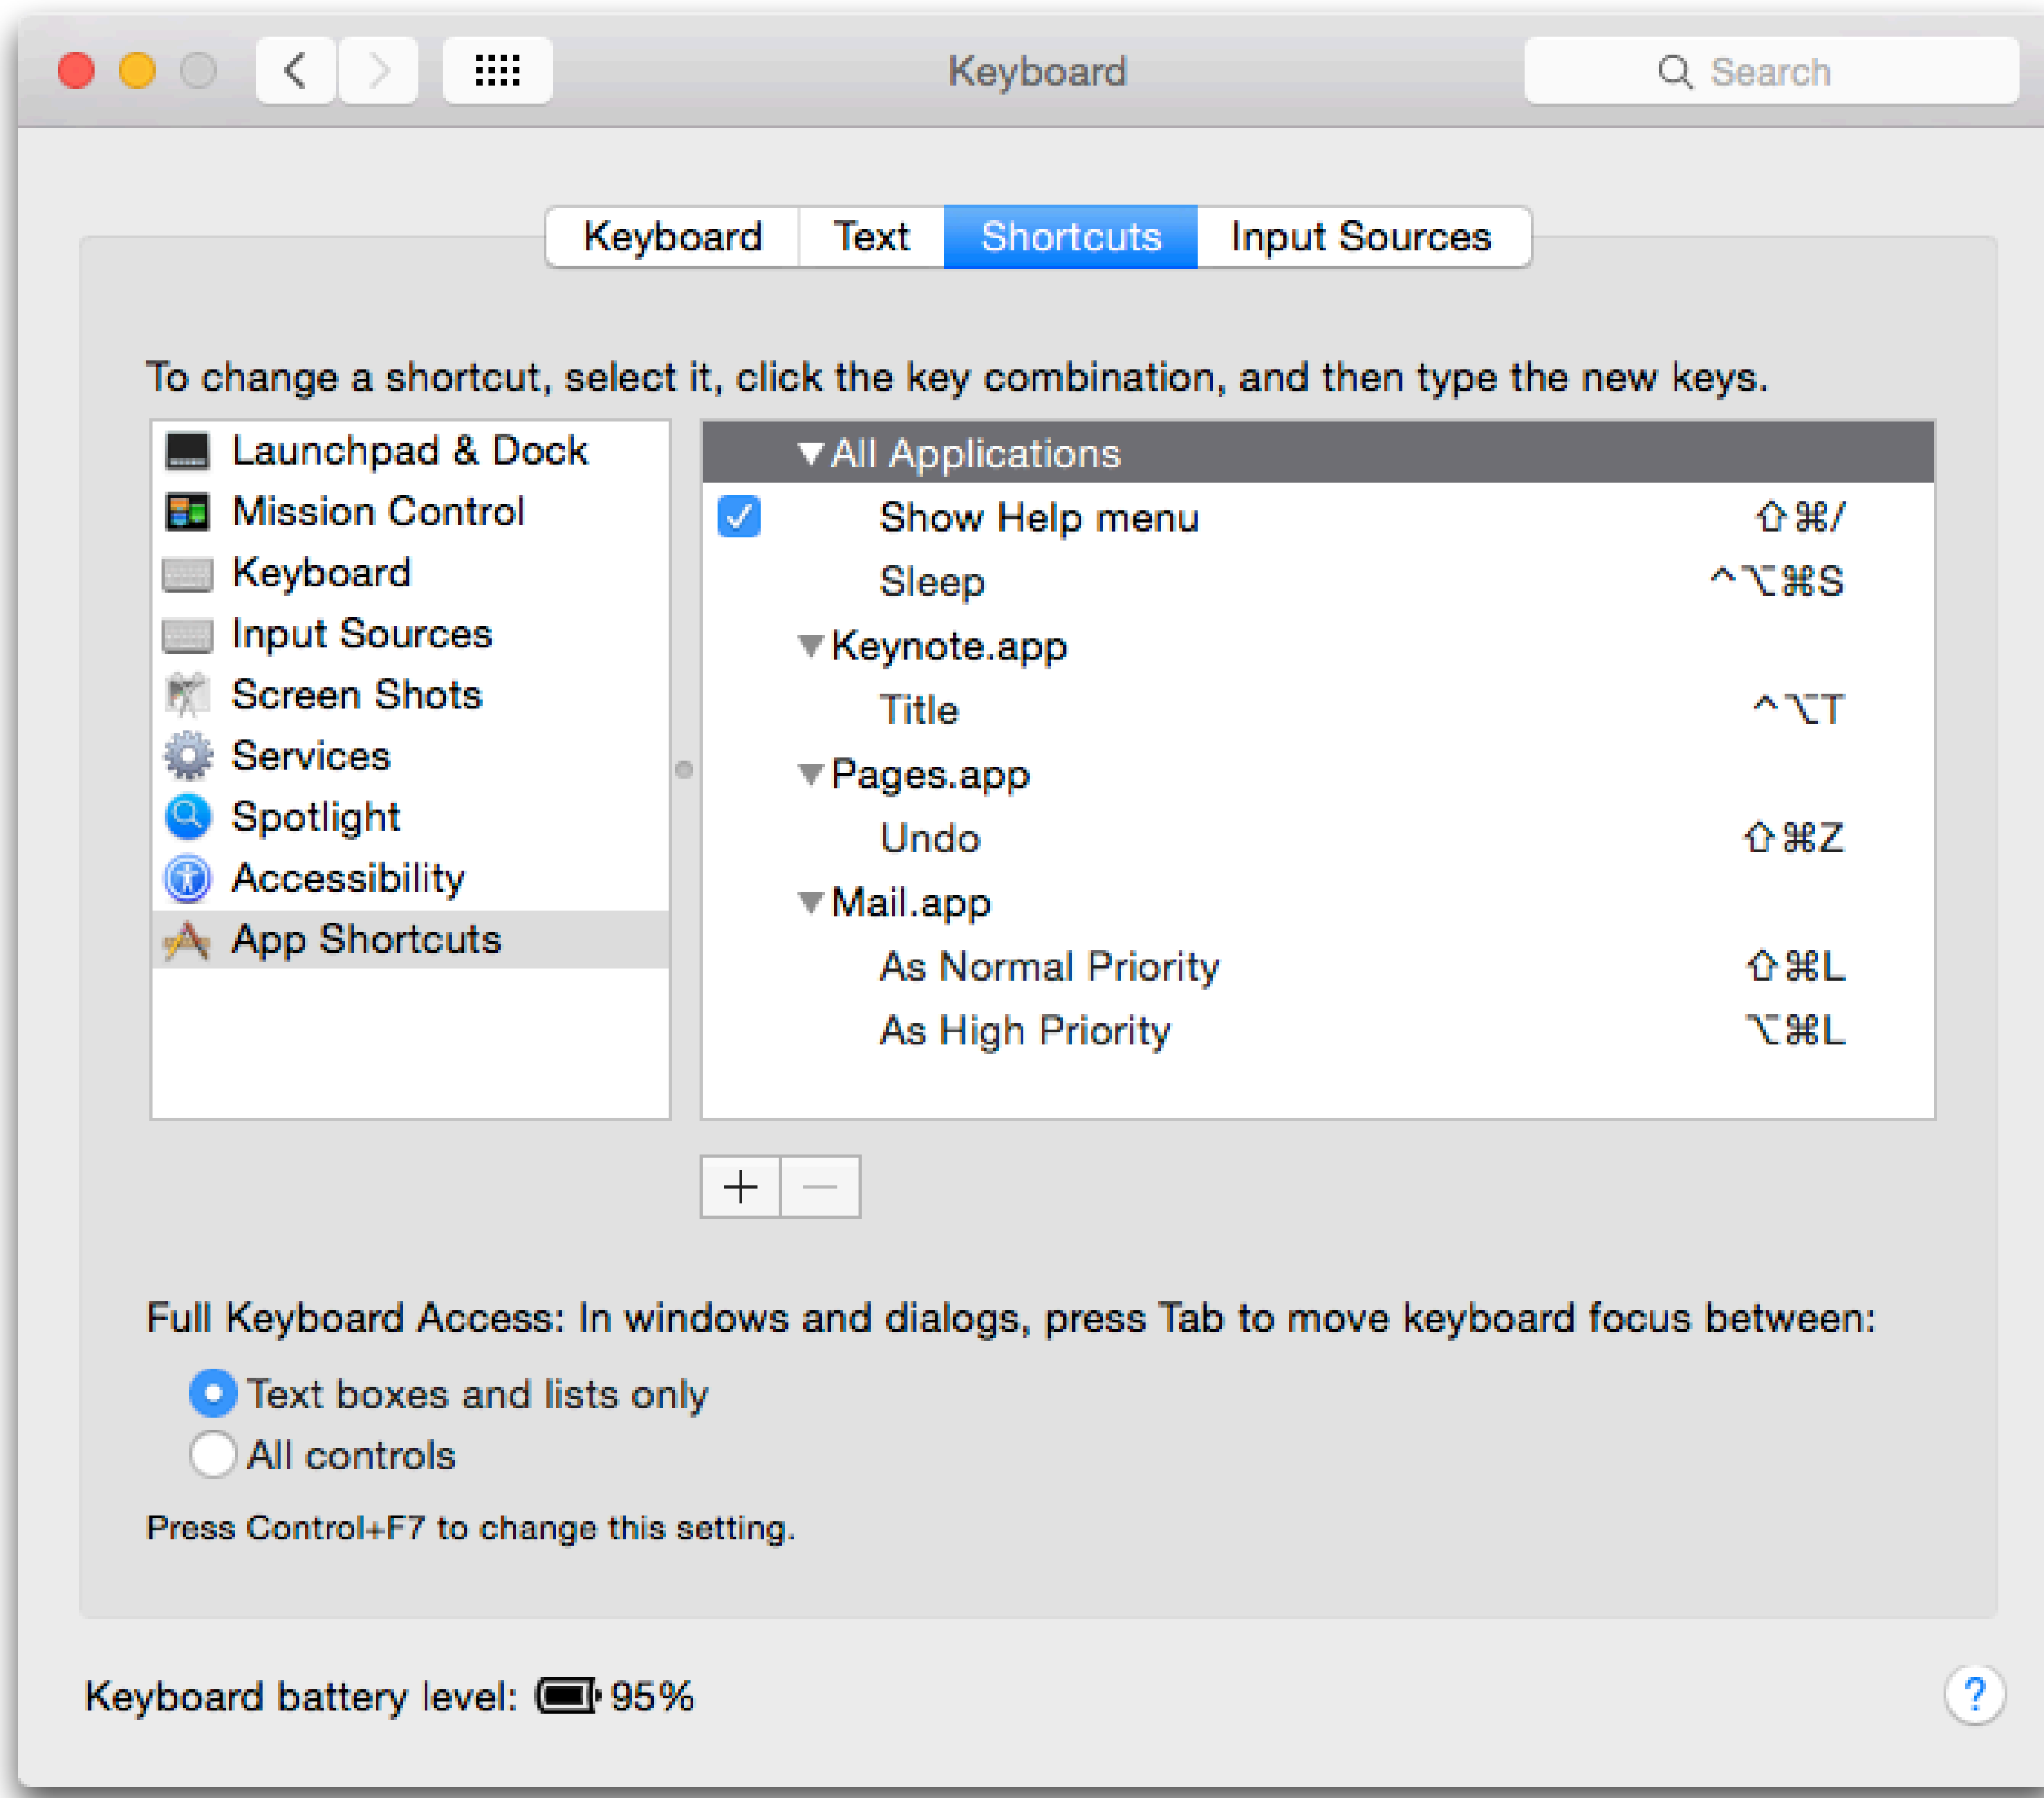 Keyboard
Search
Keyboard Text Shortcuts Input Sources
To change a shortcut, select it, click the key combination, and then type the new keys.
Launchpad & Dock
Mission Control
Keyboard
Input Sources
Screen Shots
Services
Spotlight
Accessibility
App Shortcuts
▼All Applications
Show Help menu ⇧⌘/
Sleep ^⌥⌘S
▼Keynote.app
Title ^⌥T
▼Pages.app
Undo ⇧⌘Z
▼Mail.app
As Normal Priority ⇧⌘L
As High Priority ⌥⌘L
+ −
Full Keyboard Access: In windows and dialogs, press Tab to move keyboard focus between:
Text boxes and lists only
All controls
Press Control+F7 to change this setting.
Keyboard battery level: 95%
?